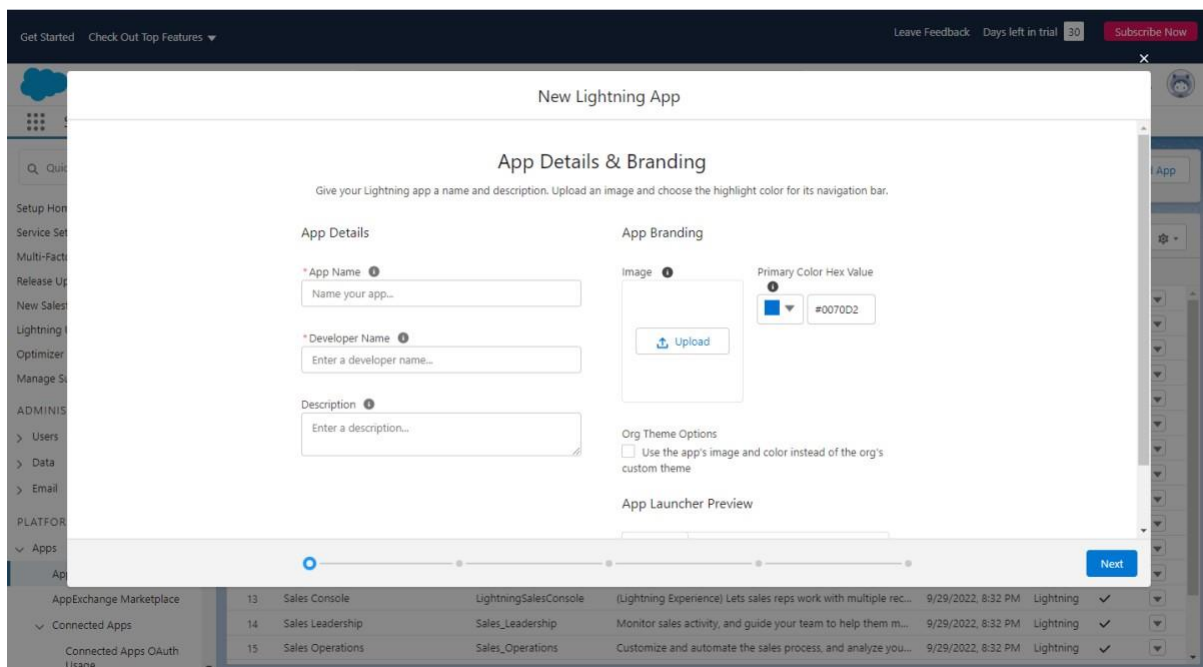 Get Started Check Out Top Features
Leave Feedback Days left in trial 30 Subscribe Now
New Lightning App
App Details & Branding
Give your Lightning app a name and description. Upload an image and choose the highlight color for its navigation bar.
App Details
* App Name
Name your app...
* Developer Name
Enter a developer name...
Description
Enter a description...
App Branding
Image
Upload
Primary Color Hex Value
#0070D2
Org Theme Options
Use the app's image and color instead of the org's
custom theme
App Launcher Preview
Next
App
Setup
Service
Release
New
Lightning
Optimizer
Manage
Users
Data
Email
Apps
AppExchange Marketplace
Connected Apps
Connected Apps OAuth
Usage
13 Sales Console LightningSalesConsole (Lightning Experience) Lets sales reps work with multiple rec... 9/29/2022, 8:32 PM Lightning
14 Sales Leadership Sales_Leadership Monitor sales activity, and guide your team to help them m... 9/29/2022, 8:32 PM Lightning
15 Sales Operations Sales_Operations Customize and automate the sales process, and analyze you... 9/29/2022, 8:32 PM Lightning